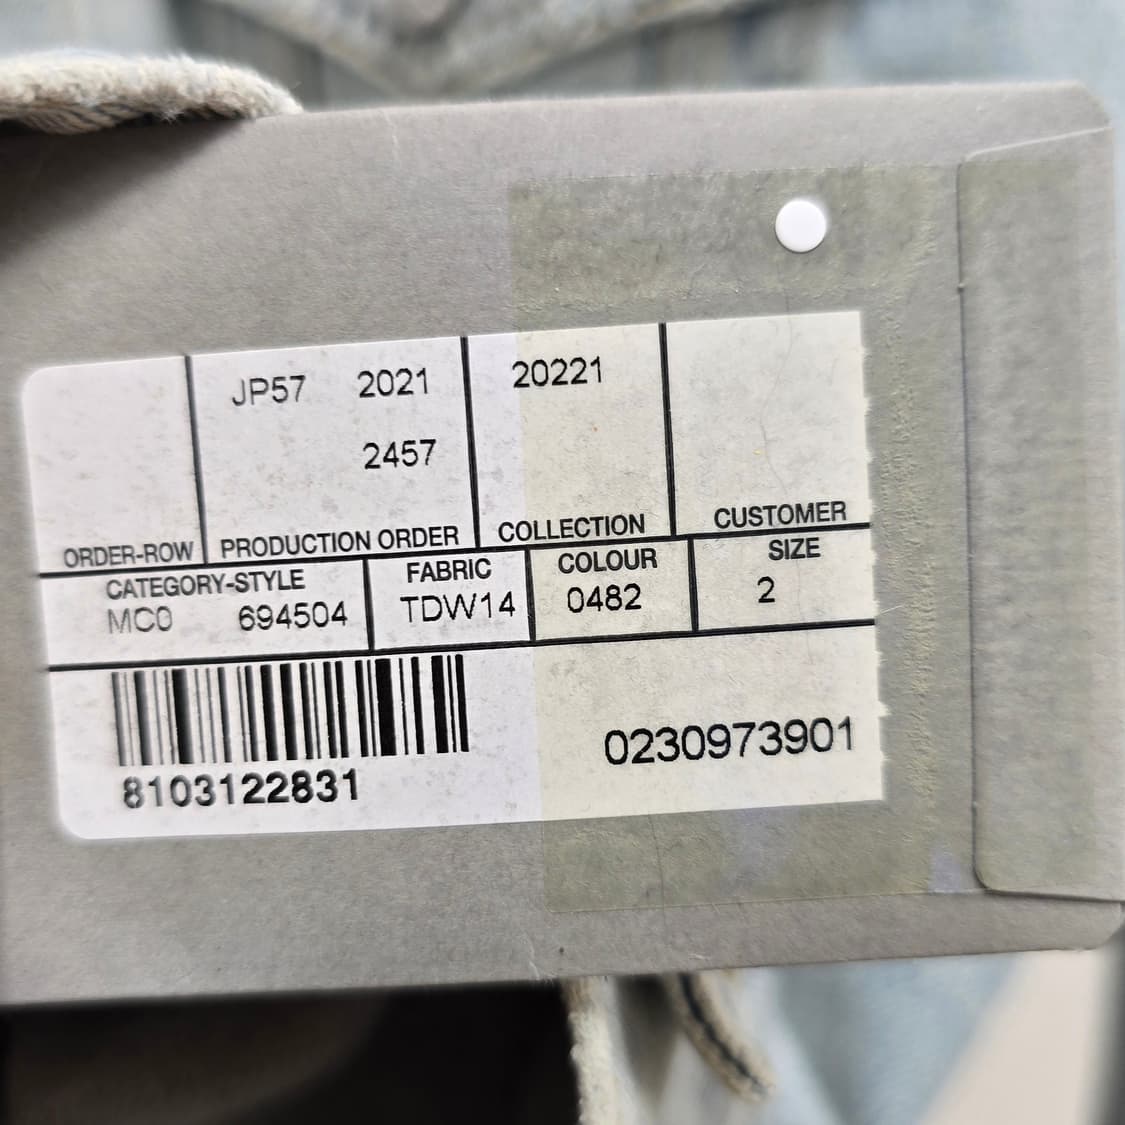 JP57 2021 20221
2457
ORDER-ROW PRODUCTION ORDER COLLECTION CUSTOMER
CATEGORY-STYLE FABRIC COLOUR SIZE
MC0 694504 TDW14 0482 2
8103122831
0230973901